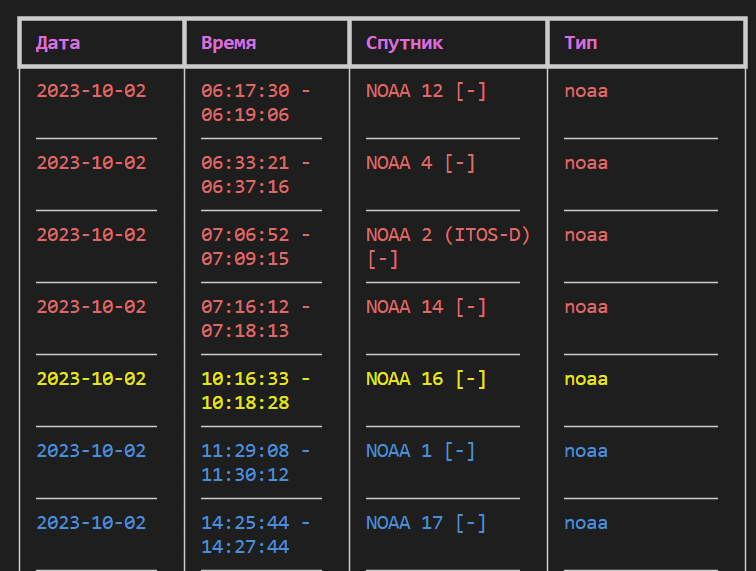 Дата Время Спутник Тип
2023-10-02 06:17:30 - NOAA 12 [-] noaa
06:19:06
2023-10-02 06:33:21 - NOAA 4 [-] noaa
06:37:16
2023-10-02 07:06:52 - NOAA 2 (ITOS-D) noaa
07:09:15 [-]
2023-10-02 07:16:12 - NOAA 14 [-] noaa
07:18:13
2023-10-02 10:16:33 - NOAA 16 [-] noaa
10:18:28
2023-10-02 11:29:08 - NOAA 1 [-] noaa
11:30:12
2023-10-02 14:25:44 - NOAA 17 [-] noaa
14:27:44